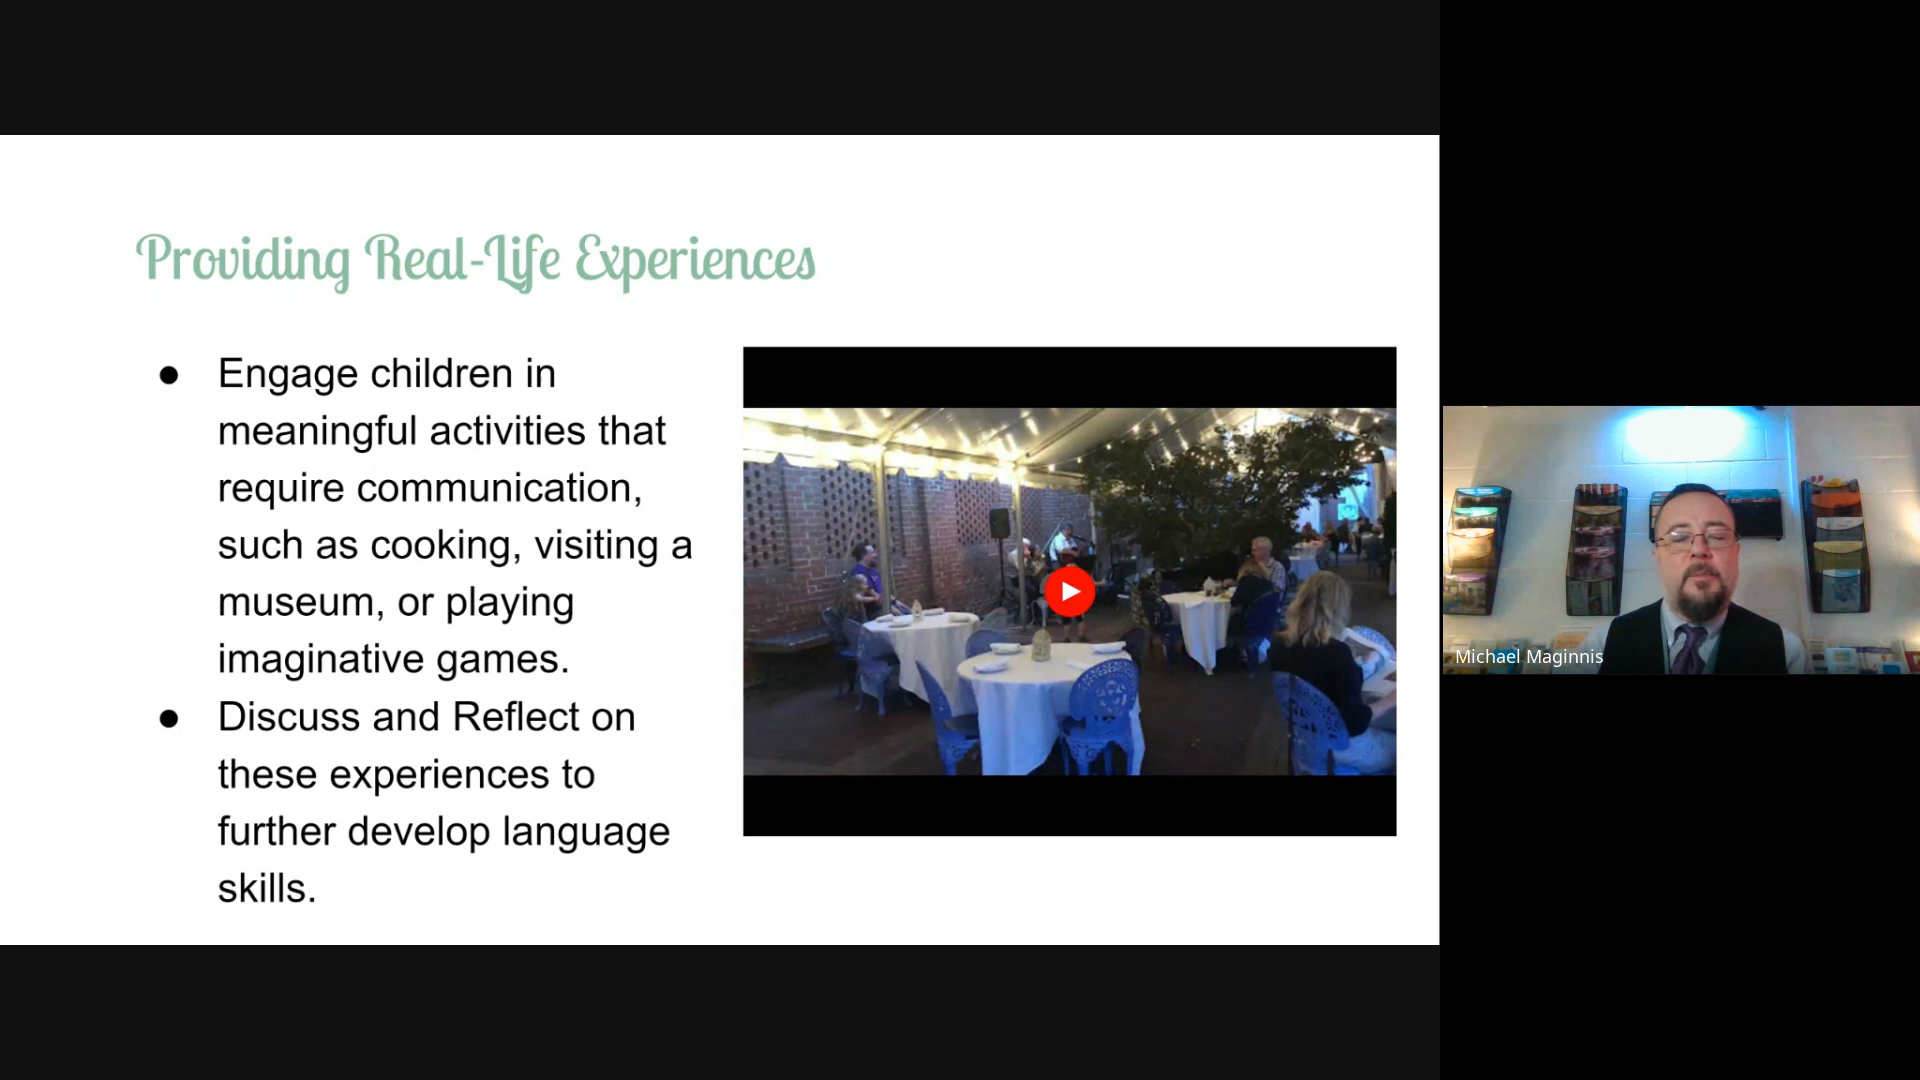 Providing Real-Life Experiences
● Engage children in
meaningful activities that
require communication,
such as cooking, visiting a
museum, or playing
imaginative games.
● Discuss and Reflect on
these experiences to
further develop language
skills.
Michael Maginnis